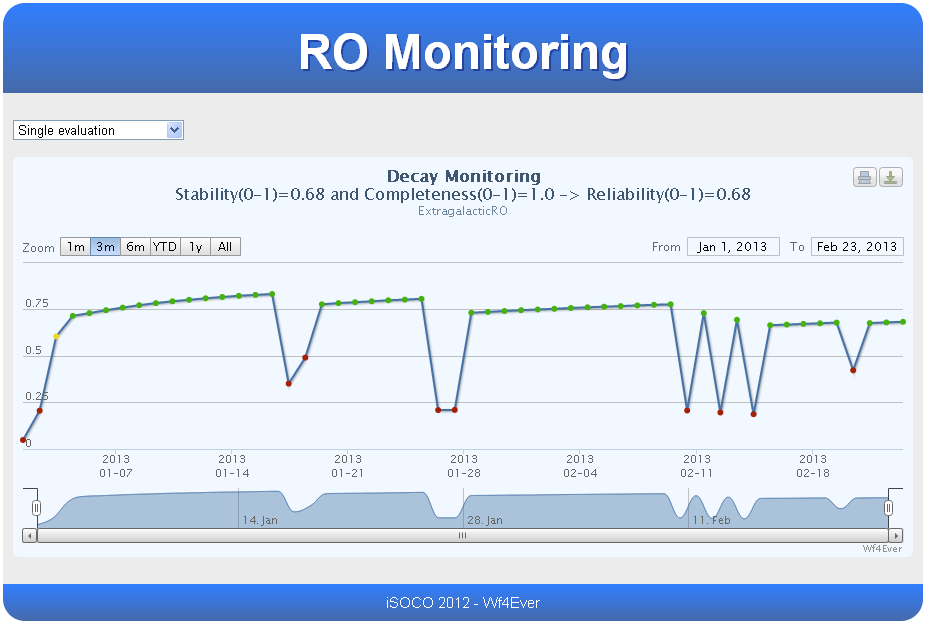 RO Monitoring
Single evaluation
Decay Monitoring
Stability(0-1)=0.68 and Completeness(0-1)=1.0 -> Reliability(0-1)=0.68
ExtragalacticRO
Zoom 1m 3m 6m YTD 1y All From Jan 1, 2013 To Feb 23, 2013
0.75
0.5
0.25
0
2013 2013 2013 2013 2013 2013 2013
01-07 01-14 01-21 01-28 02-04 02-11 02-18
14. Jan 28. Jan 11. Feb
Wf4Ever
iSOCO 2012 - Wf4Ever